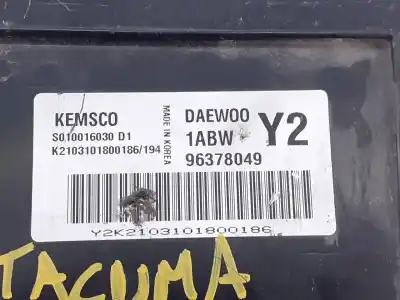 KEMSCO
S010016030 D1
K2103101800186/194
MADE IN KOREA
DAEWOO
1ABW
Y2
96378049
Y2K2103101800186
TACUMA